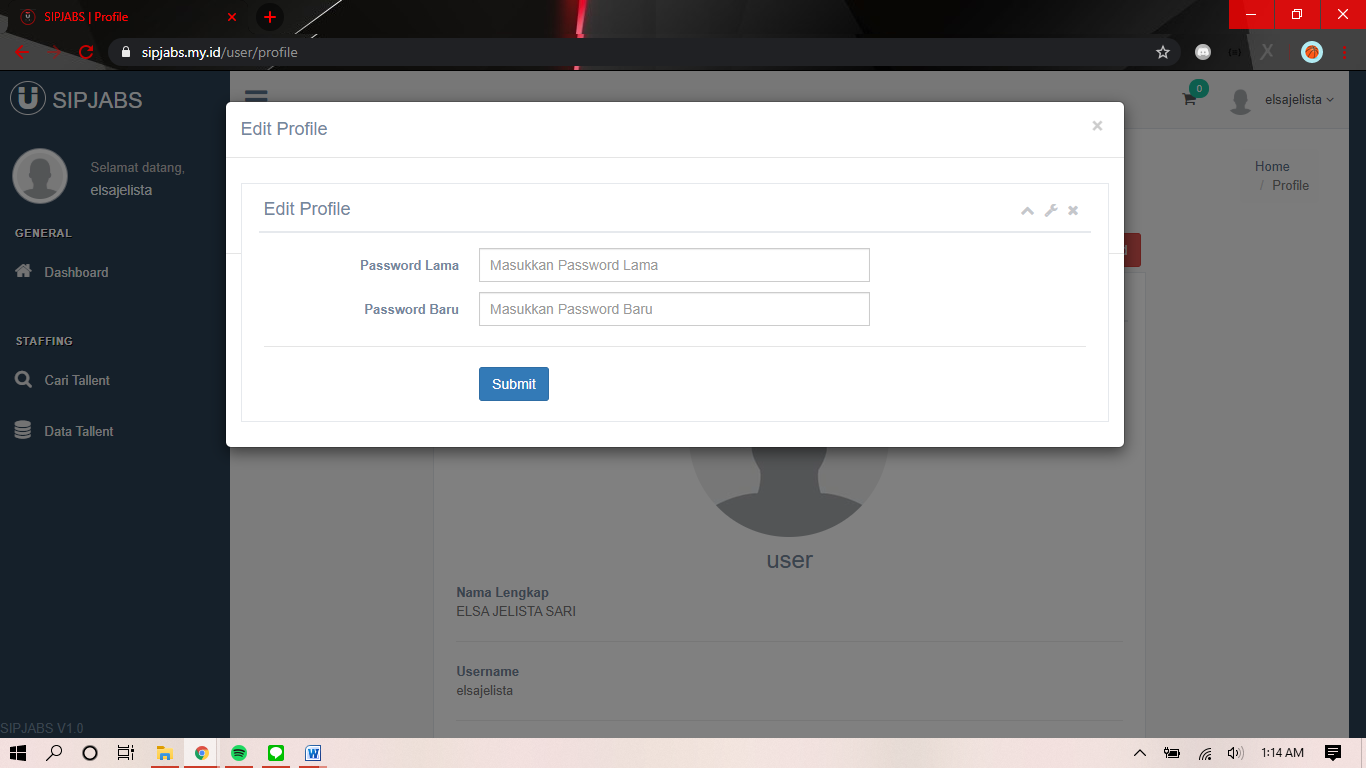 SIPJABS | Profile
sipjabs.my.id/user/profile
SIPJABS
0
elsajelista
Edit Profile
Selamat datang,
elsajelista
Home
/ Profile
Edit Profile
GENERAL
Dashboard
Password Lama Masukkan Password Lama
Password Baru Masukkan Password Baru
STAFFING
Cari Tallent
Submit
Data Tallent
user
Nama Lengkap
ELSA JELISTA SARI
Username
elsajelista
SIPJABS V1.0
1:14 AM